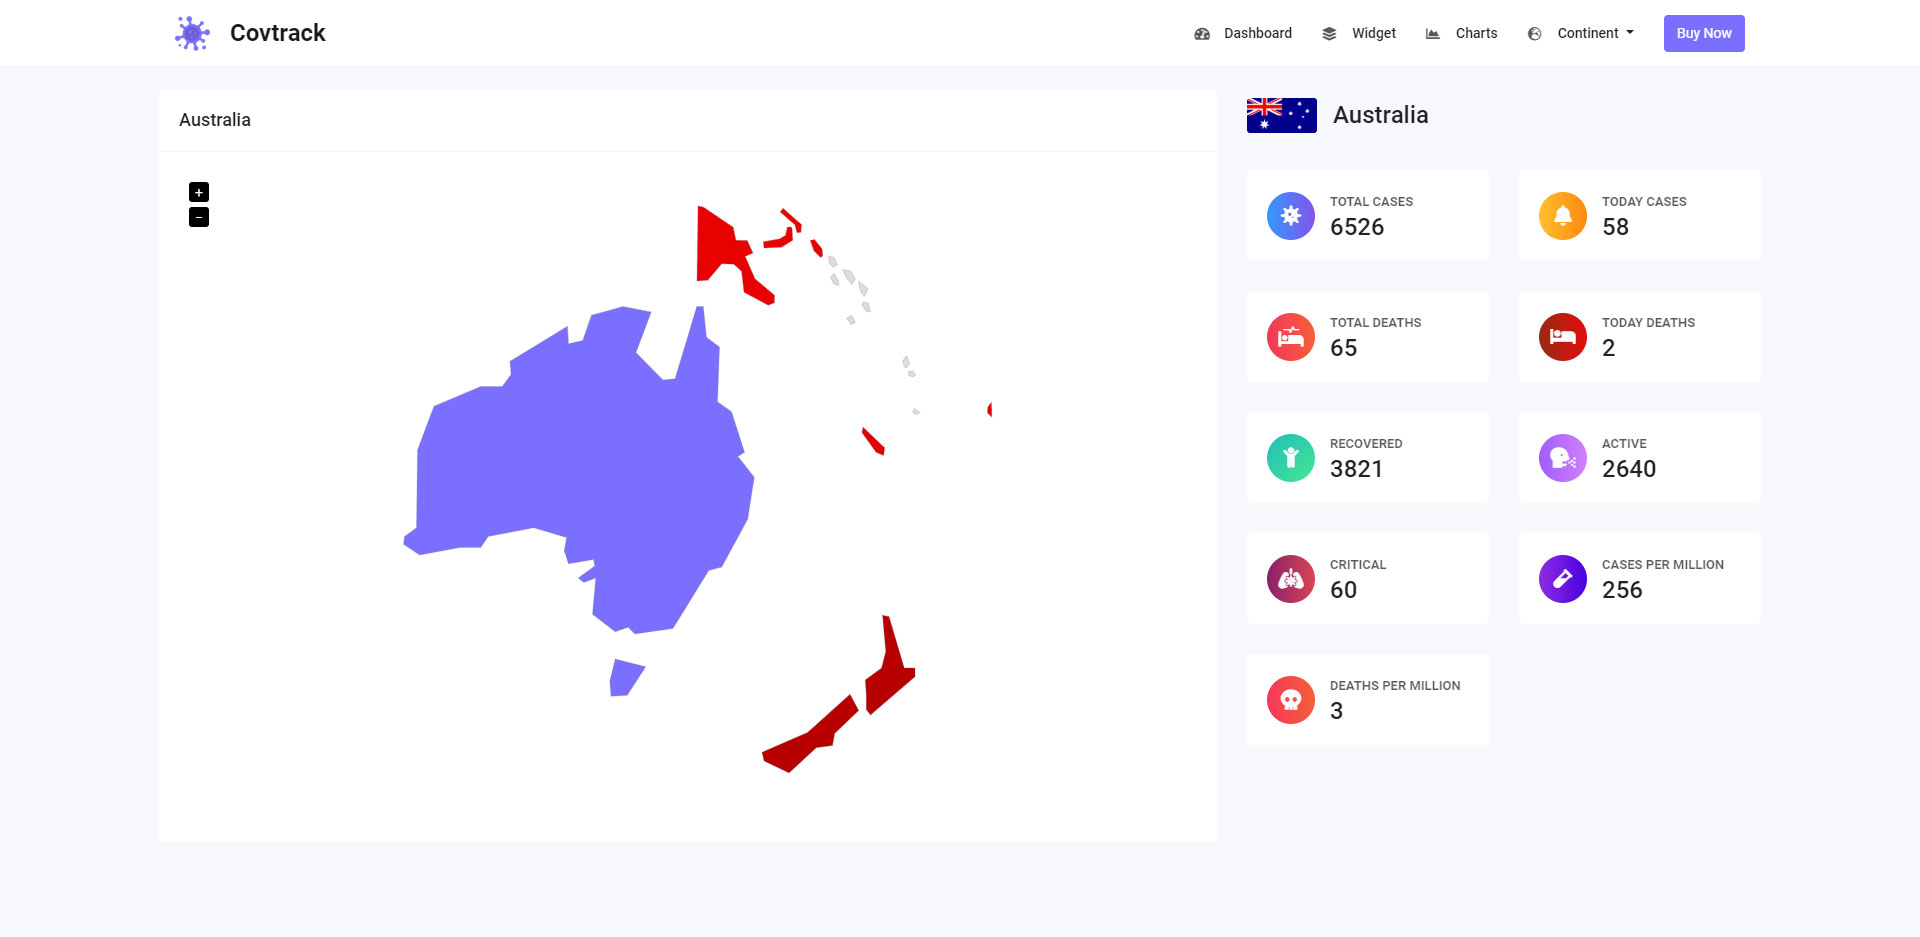 Covtrack
Dashboard
Widget
Charts
Continent
Buy Now
Australia
+
−
Australia
TOTAL CASES
6526
TODAY CASES
58
TOTAL DEATHS
65
TODAY DEATHS
2
RECOVERED
3821
ACTIVE
2640
CRITICAL
60
CASES PER MILLION
256
DEATHS PER MILLION
3